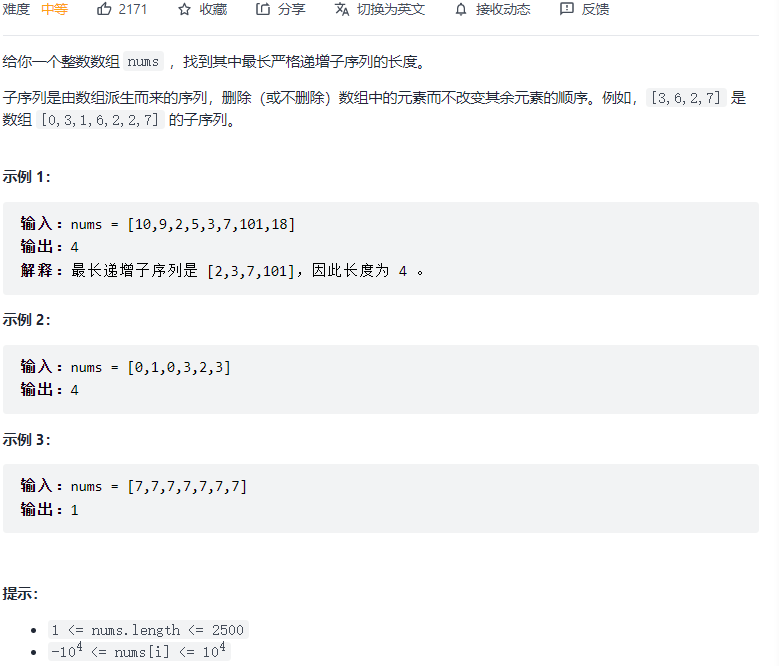 难度 中等 2171 收藏 分享 切换为英文 接收动态 反馈
给你一个整数数组 nums ，找到其中最长严格递增子序列的长度。
子序列是由数组派生而来的序列，删除（或不删除）数组中的元素而不改变其余元素的顺序。例如， [3,6,2,7] 是
数组 [0,3,1,6,2,2,7] 的子序列。
示例 1：
输入：nums = [10,9,2,5,3,7,101,18]
输出：4
解释：最长递增子序列是 [2,3,7,101]，因此长度为 4 。
示例 2：
输入：nums = [0,1,0,3,2,3]
输出：4
示例 3：
输入：nums = [7,7,7,7,7,7,7]
输出：1
提示：
• 1 <= nums.length <= 2500
• -10⁴ <= nums[i] <= 10⁴